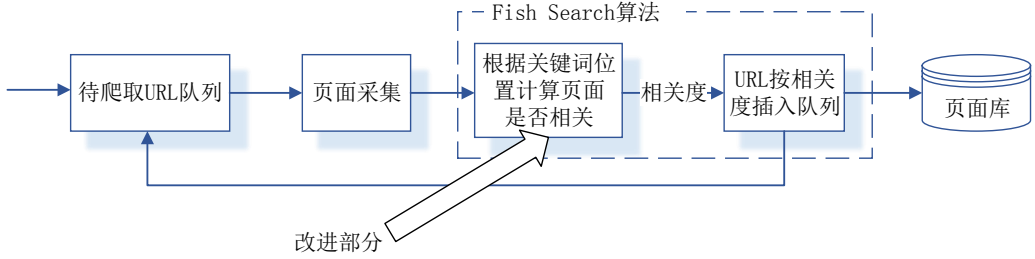 Fish Search算法
待爬取URL队列
页面采集
根据关键词位
置计算页面
是否相关
相关度
URL按相关
度插入队列
页面库
改进部分